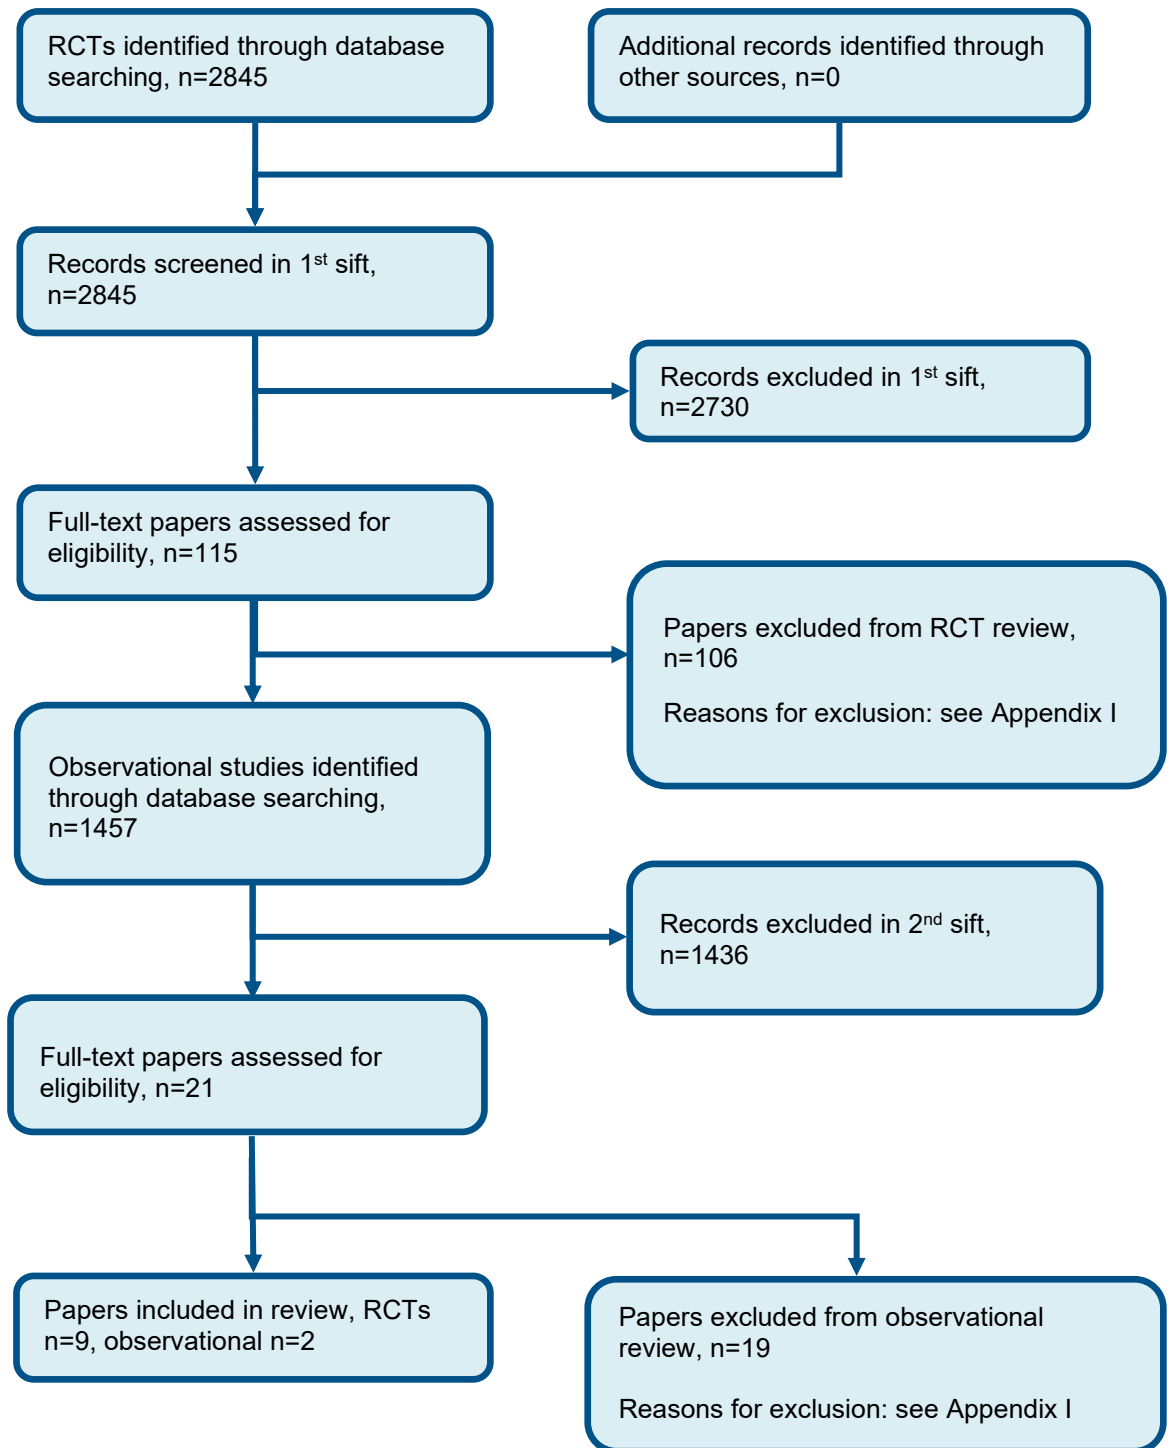 RCTs identified through database
searching, n=2845
Additional records identified through
other sources, n=0
Records screened in 1st sift,
n=2845
Records excluded in 1st sift,
n=2730
Full-text papers assessed for
eligibility, n=115
Papers excluded from RCT review,
n=106
Reasons for exclusion: see Appendix I
Observational studies identified
through database searching,
n=1457
Records excluded in 2nd sift,
n=1436
Full-text papers assessed for
eligibility, n=21
Papers included in review, RCTs
n=9, observational n=2
Papers excluded from observational
review, n=19
Reasons for exclusion: see Appendix I